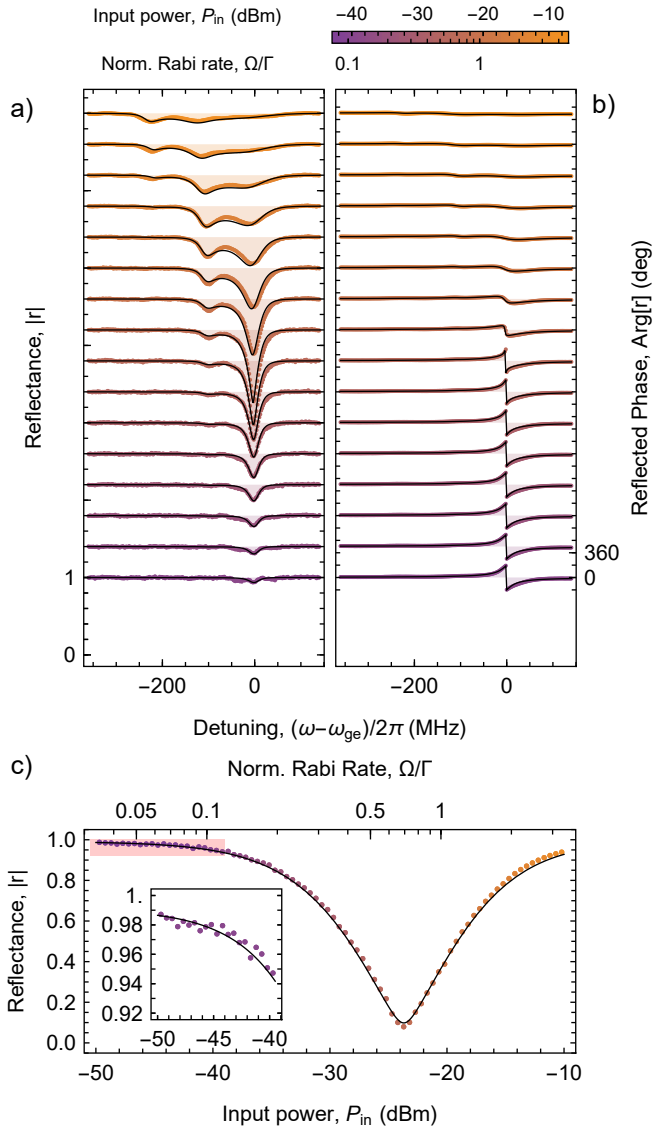 Input power, Pin (dBm)
−40 −30 −20 −10
Norm. Rabi rate, Ω/Γ
0.1 1
a)
b)
Reflectance, |r|
1
0
Reflected Phase, Arg[r] (deg)
360
0
−200 0 −200 0
Detuning, (ω−ωge)/2π (MHz)
c)
Norm. Rabi Rate, Ω/Γ
0.05 0.1 0.5 1
Reflectance, |r|
1.0
0.8
0.6
0.4
0.2
0.0
1.00
0.98
0.96
0.94
0.92
−50 −45 −40
−50 −40 −30 −20 −10
Input power, Pin (dBm)